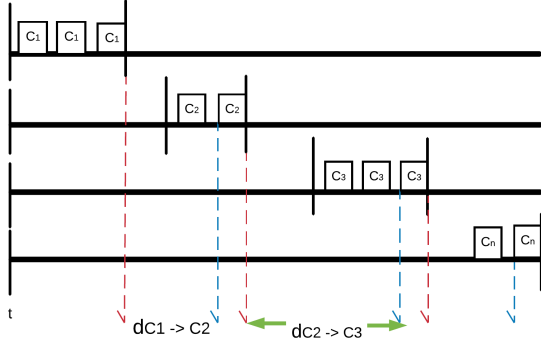 C1 C1 C1
C2 C2
C3 C3 C3
Cn Cn
t
dC1 -> C2
dC2 -> C3